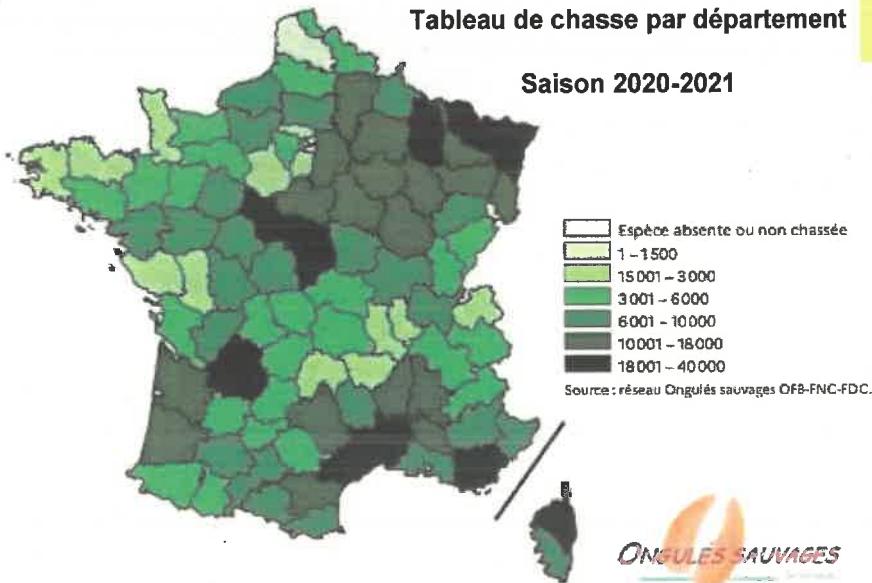 Tableau de chasse par département
Saison 2020-2021
Espèce absente ou non chassée
1 – 1500
15001 – 3000
3001 – 6000
6001 – 10000
10001 – 18000
18001 – 40000
Source : réseau Ongulés sauvages OFB-FNC-FDC.
ONGULÉS SAUVAGES